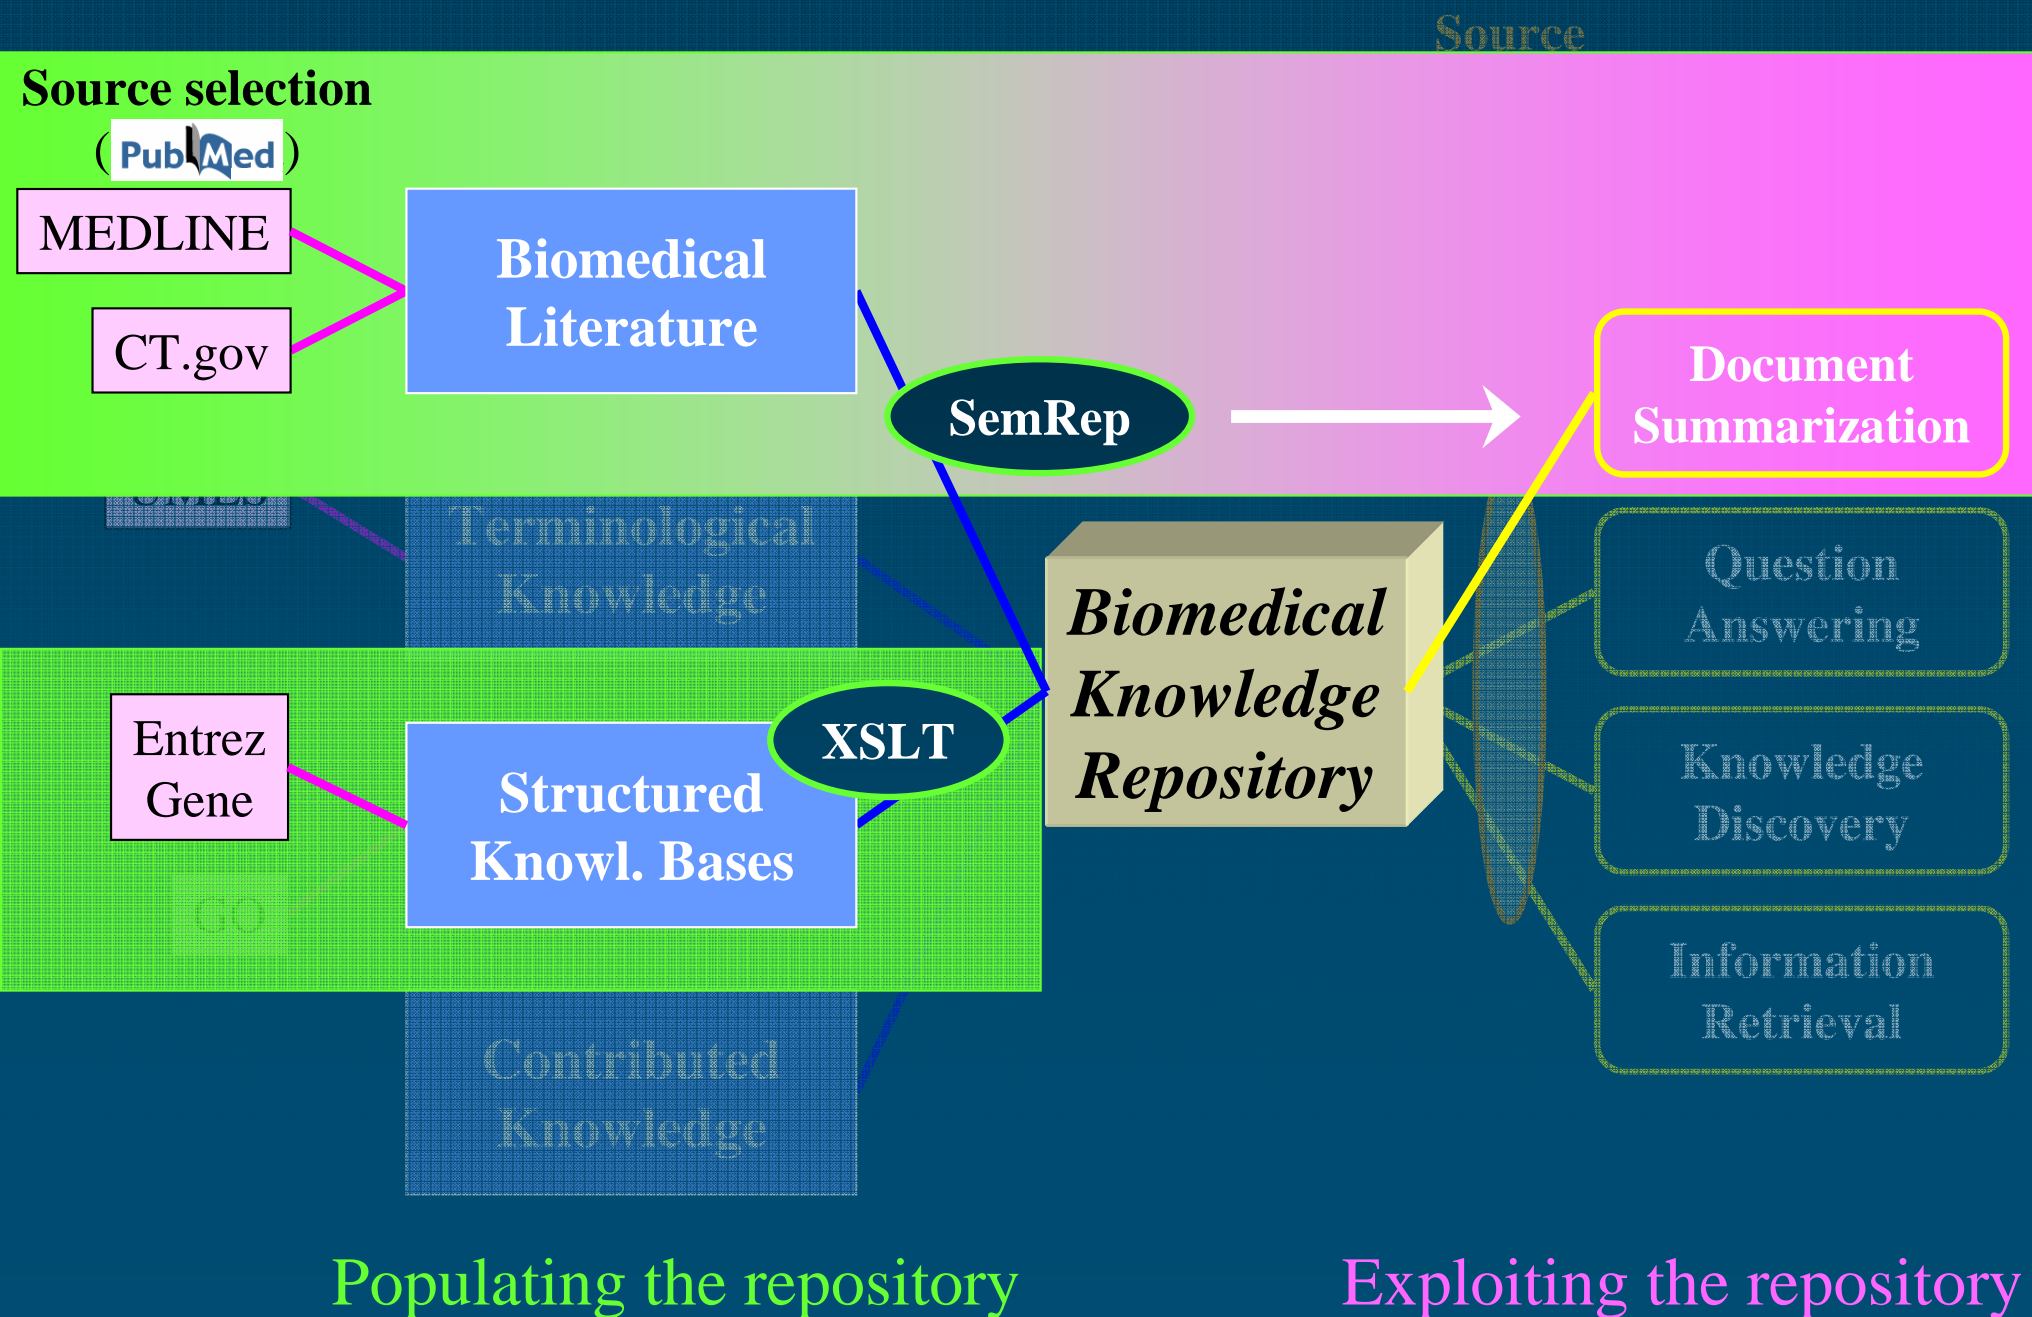 Source
Source selection
(PubMed)
MEDLINE
CT.gov
Biomedical
Literature
SemRep
Document
Summarization
Terminological
Knowledge
Question
Answering
Biomedical
Knowledge
Repository
Entrez
Gene
GO
Structured
Knowl. Bases
XSLT
Knowledge
Discovery
Information
Retrieval
Contributed
Knowledge
Populating the repository
Exploiting the repository